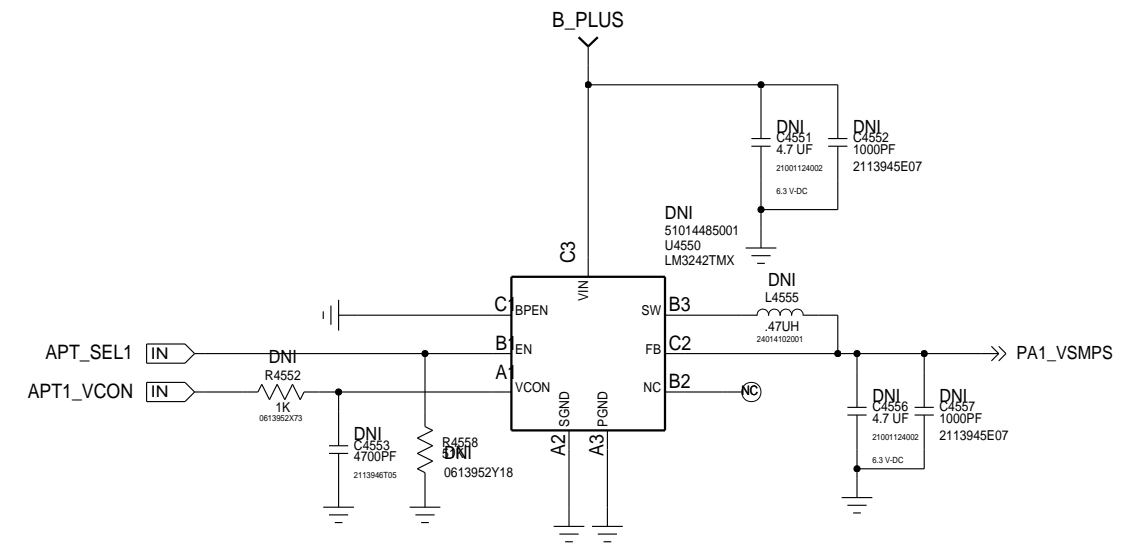 B_PLUS
DNI
C4551
4.7 UF
21001124002
6.3 V-DC
DNI
C4552
1000PF
2113945E07
DNI
51014485001
U4550
LM3242TMX
C3
VIN
C1
BPEN
SW
B3
DNI
L4555
.47UH
24014102001
APT_SEL1
IN
B1
EN
FB
C2
PA1_VSMPS
APT1_VCON
IN
DNI
R4552
1K
0613952X73
A1
VCON
NC
B2
NC
SGND
PGND
A2
A3
DNI
C4553
4700PF
2113946T05
R4558
DNI
0613952Y18
DNI
C4556
4.7 UF
21001124002
6.3 V-DC
DNI
C4557
1000PF
2113945E07